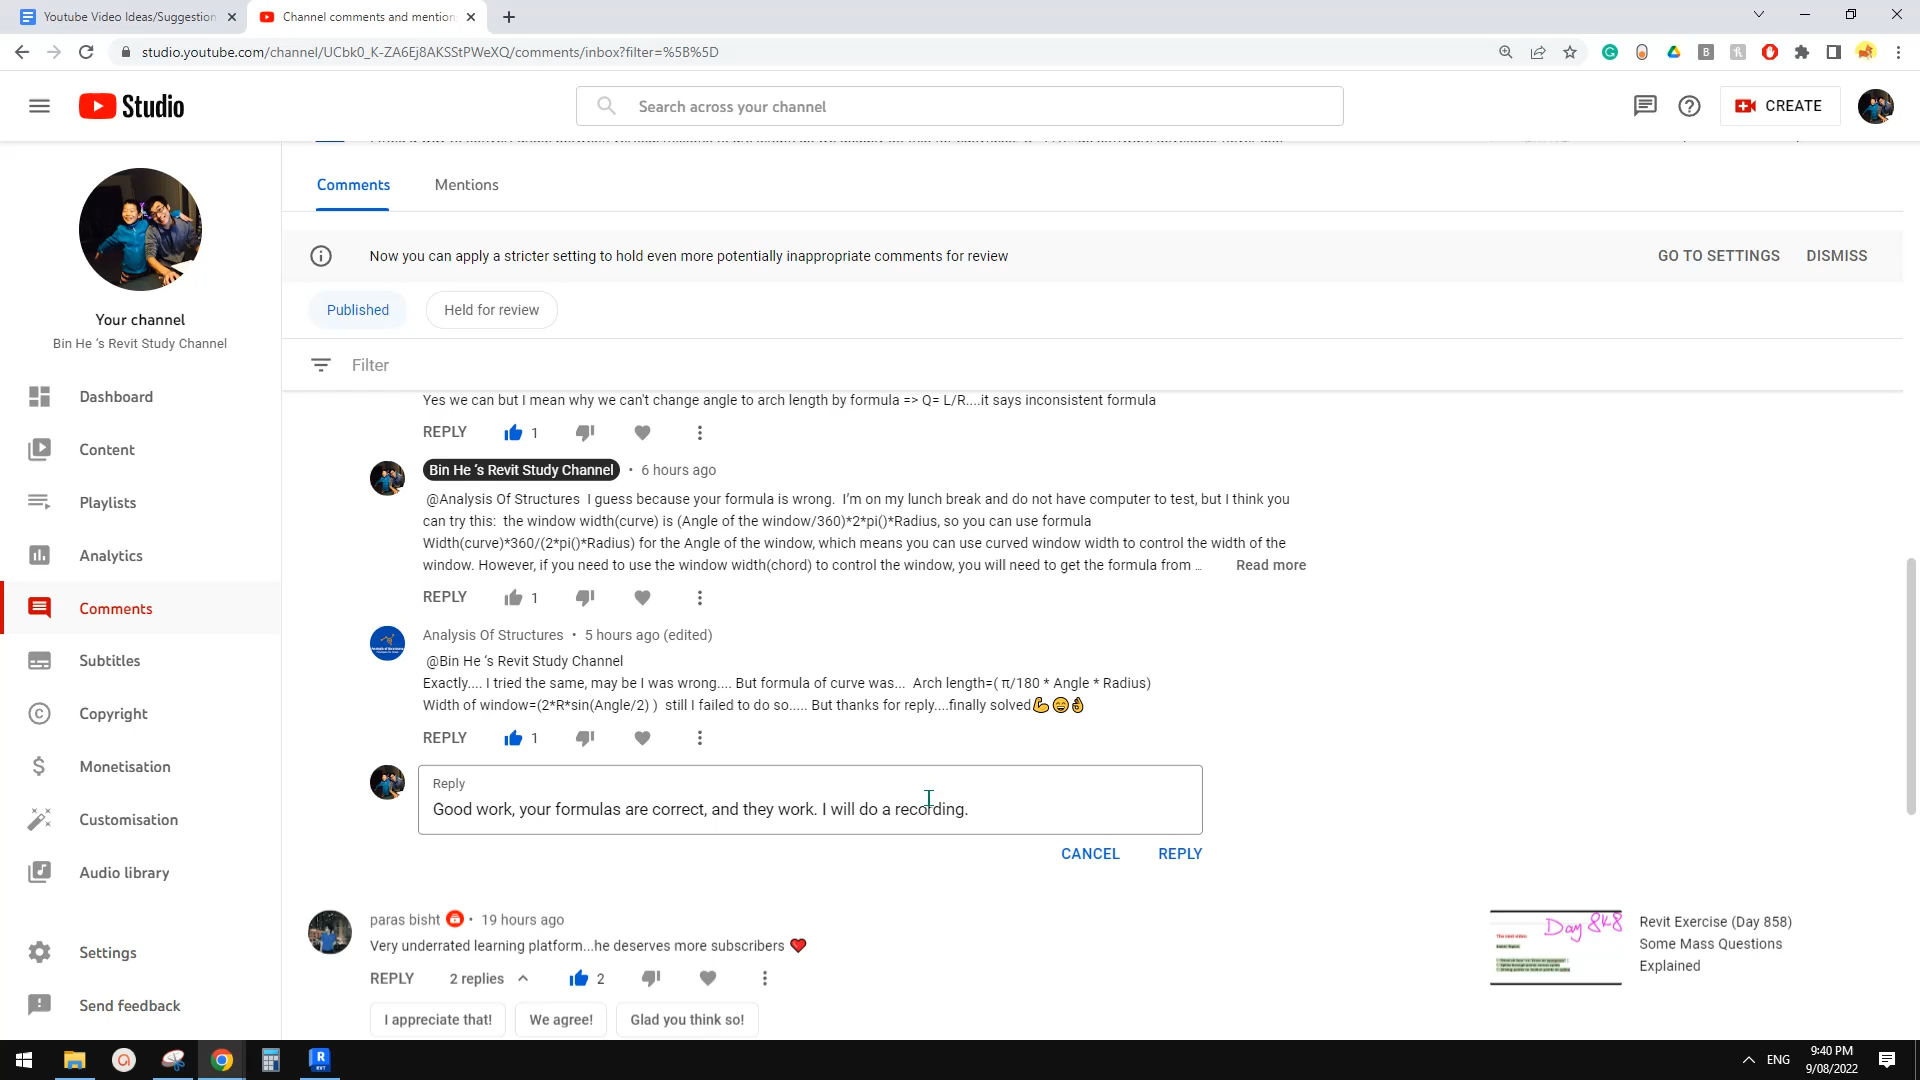 Youtube Video Ideas/Suggestion
Channel comments and mention
studio.youtube.com/channel/UCbk0_K-ZA6Ej8AKSStPWeXQ/comments/inbox?filter=%5B%5D
Studio
Search across your channel
CREATE
Your channel
Bin He ‘s Revit Study Channel
Dashboard
Content
Playlists
Analytics
Comments
Subtitles
Copyright
Monetisation
Customisation
Audio library
Settings
Send feedback
Comments
Mentions
Now you can apply a stricter setting to hold even more potentially inappropriate comments for review
GO TO SETTINGS
DISMISS
Published
Held for review
Filter
Yes we can but I mean why we can't change angle to arch length by formula => Q= L/R....it says inconsistent formula
REPLY 1
Bin He ‘s Revit Study Channel • 6 hours ago
@Analysis Of Structures I guess because your formula is wrong. I’m on my lunch break and do not have computer to test, but I think you
can try this: the window width(curve) is (Angle of the window/360)*2*pi()*Radius, so you can use formula
Width(curve)*360/(2*pi()*Radius) for the Angle of the window, which means you can use curved window width to control the width of the
window. However, if you need to use the window width(chord) to control the window, you will need to get the formula from ... Read more
REPLY 1
Analysis Of Structures • 5 hours ago (edited)
@Bin He ‘s Revit Study Channel
Exactly.... I tried the same, may be I was wrong.... But formula of curve was... Arch length=( π/180 * Angle * Radius)
Width of window=(2*R*sin(Angle/2) ) still I failed to do so..... But thanks for reply....finally solved💪😄👌
REPLY 1
Reply
Good work, your formulas are correct, and they work. I will do a recording.
CANCEL REPLY
paras bisht • 19 hours ago
Very underrated learning platform...he deserves more subscribers ❤️
REPLY 2 replies 2
I appreciate that!
We agree!
Glad you think so!
Day 8k8
Revit Exercise (Day 858)
Some Mass Questions
Explained
ENG
9:40 PM
9/08/2022